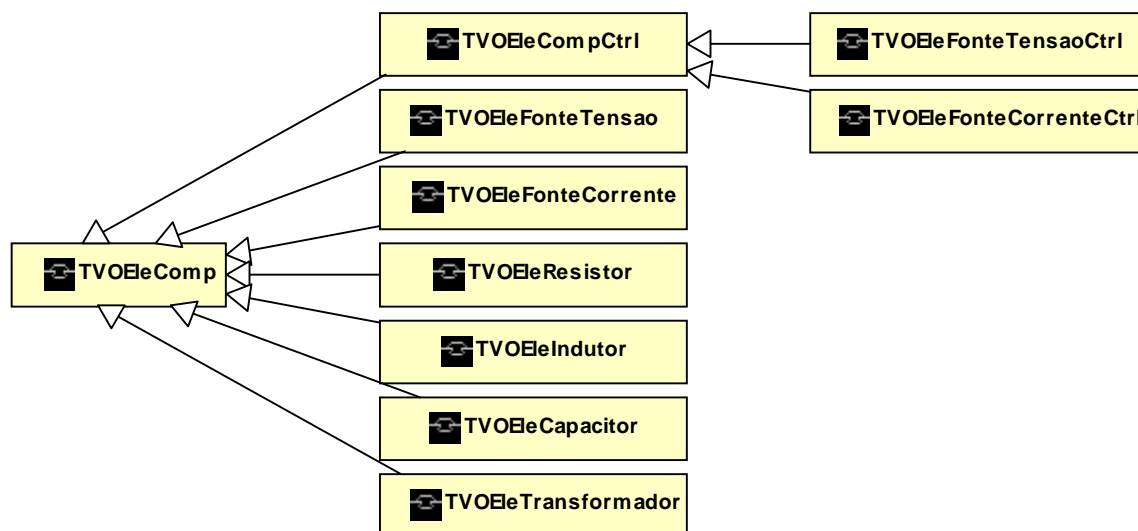 TVOEleCompCtrl
TVOEleFonteTensaoCtrl
TVOEleFonteTensao
TVOEleFonteCorrenteCtrl
TVOEleFonteCorrente
TVOEleComp
TVOEleResistor
TVOEleIndutor
TVOEleCapacitor
TVOEleTransformador